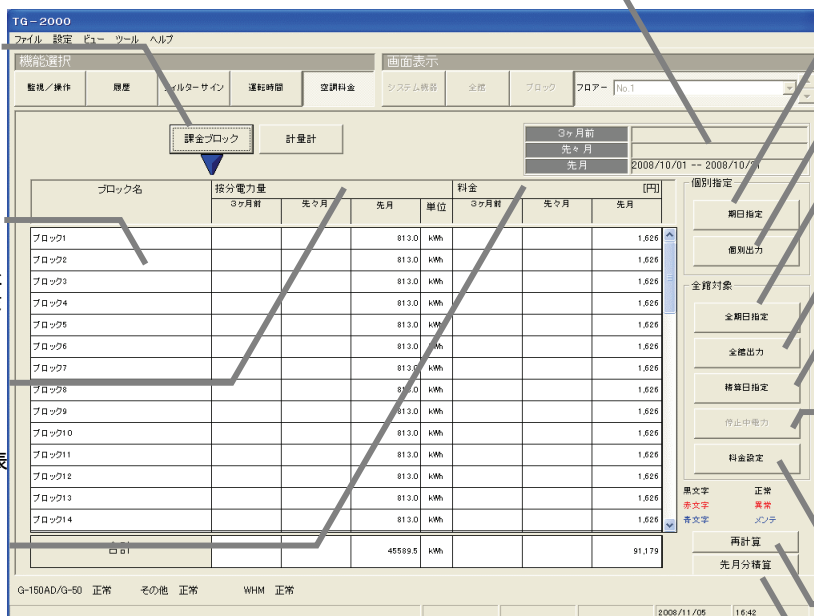 TG-2000
ファイル 設定 ビュー ツール ヘルプ
機能選択 画面表示
監視／操作 履歴 フィルターサイン 運転時間 空調料金 システム機器 全館 ブロック フロアー No.1
課金ブロック 計量計
3ヶ月前
先々月
先月 2008/10/01 -- 2008/10/31
ブロック名 按分電力量 料金 [円]
3ヶ月前 先々月 先月 単位 3ヶ月前 先々月 先月
ブロック1 813.0 kWh 1,626
ブロック2 813.0 kWh 1,626
ブロック3 813.0 kWh 1,626
ブロック4 813.0 kWh 1,626
ブロック5 813.0 kWh 1,626
ブロック6 813.0 kWh 1,626
ブロック7 813.0 kWh 1,626
ブロック8 813.0 kWh 1,626
ブロック9 813.0 kWh 1,626
ブロック10 813.0 kWh 1,626
ブロック11 813.0 kWh 1,626
ブロック12 813.0 kWh 1,626
ブロック13 813.0 kWh 1,626
ブロック14 813.0 kWh 1,626
合計 45589.5 kWh 91,179
個別指定
期日指定
個別出力
全館対象
全期日指定
全館出力
積算日指定
停止中電力
料金設定
黒文字 正常
赤文字 異常
青文字 メンテ
再計算
先月分積算
G-150AD/G-50 正常 その他 正常 WHM 正常
2008/11/05 16:42
表